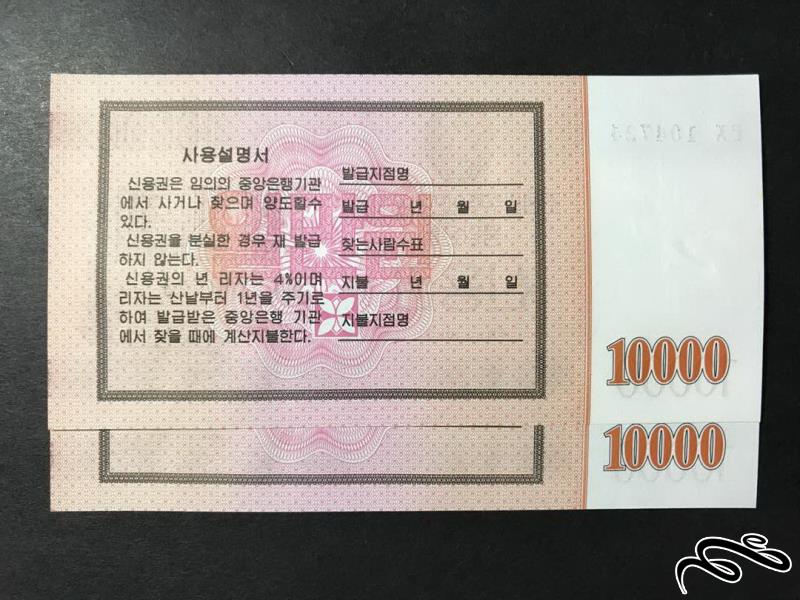 사용설명서
신용권은 임의의 중앙은행기관
에서 사거나 찾으며 양도할수
있다.
신용권을 분실한 경우 재 발급
하지 않는다.
신용권의 년 리자는 4%이며
리자는 산날부터 1년을 주기로
하여 발급받은 중앙은행 기관
에서 찾을 때에 계산지불한다.
발급지점명
발급 년 월 일
찾는사람수표
지불 년 월 일
지불지점명
10000
10000